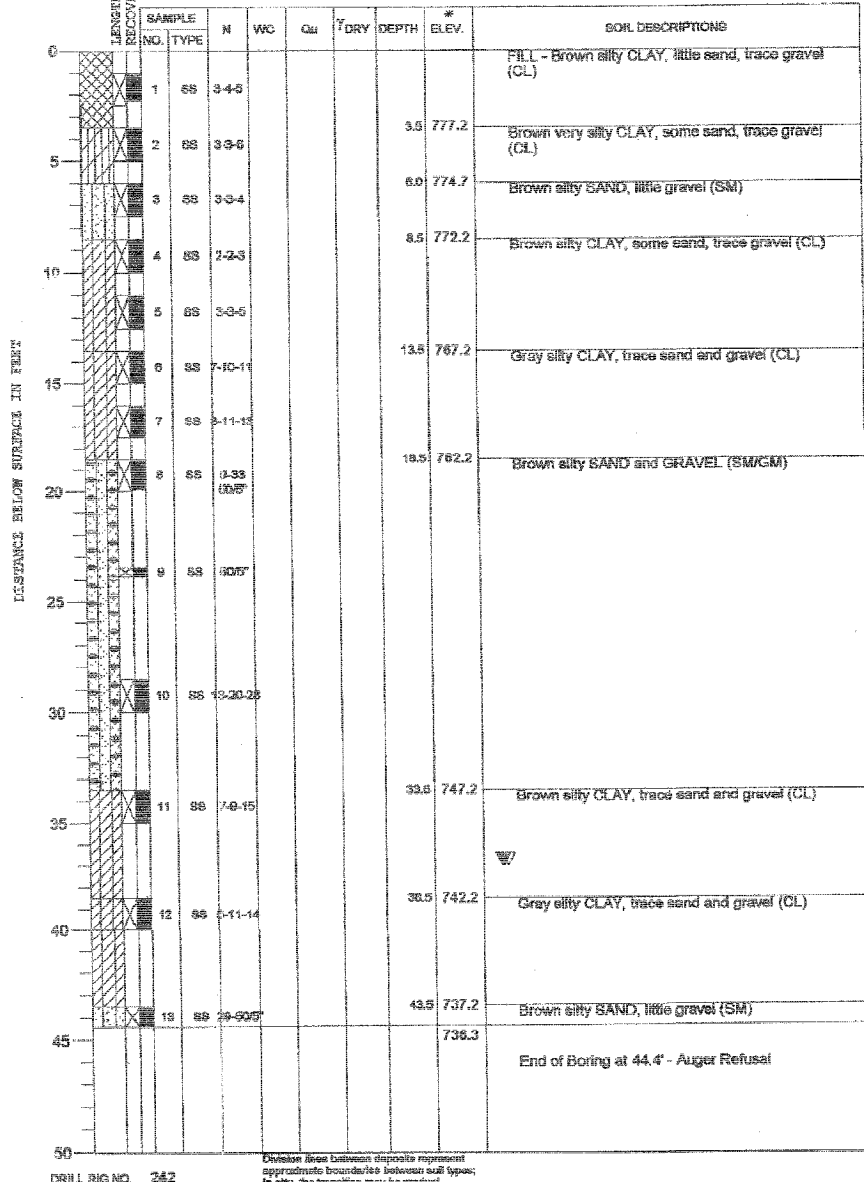 SAMPLE
NO. TYPE N WC Qu γDRY DEPTH * ELEV. SOIL DESCRIPTIONS
DISTANCE BELOW SURFACE IN FEET
0
FILL - Brown silty CLAY, little sand, trace gravel
(CL)
1 SS 3-4-5
3.5 777.2
Brown very silty CLAY, some sand, trace gravel
(CL)
2 SS
5
6.0 774.7
Brown silty SAND, little gravel (SM)
3 SS 3-3-4
8.5 772.2
Brown silty CLAY, some sand, trace gravel (CL)
4 SS 2-2-3
10
5 SS 3-3-5
13.5 767.2
Gray silty CLAY, trace sand and gravel (CL)
6 SS 7-10-11
15
7 SS
18.5 762.2
Brown silty SAND and GRAVEL (SM/GM)
8 SS
20
9 SS
25
10 SS
30
33.5 747.2
Brown silty CLAY, trace sand and gravel (CL)
11 SS 7-9-15
35
38.5 742.2
Gray silty CLAY, trace sand and gravel (CL)
12 SS
40
43.5 737.2
Brown silty SAND, little gravel (SM)
13 SS
736.3
45
End of Boring at 44.4' - Auger Refusal
50
DRILL RIG NO. 242
Division lines between deposits represent
approximate boundaries between soil types;
in-situ, the transition may be gradual.